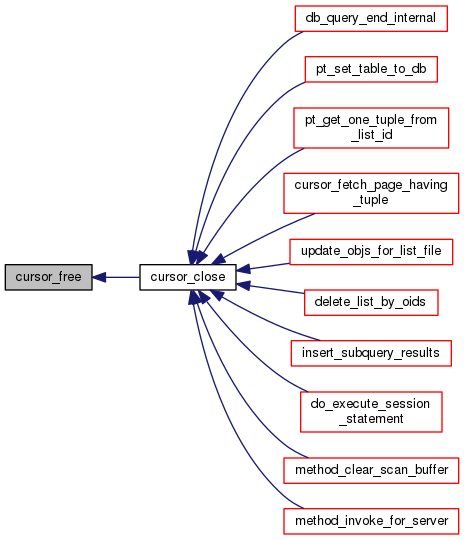 db_query_end_internal
pt_set_table_to_db
pt_get_one_tuple_from
_list_id
cursor_fetch_page_having
_tuple
cursor_free
cursor_close
update_objs_for_list_file
delete_list_by_oids
insert_subquery_results
do_execute_session
_statement
method_clear_scan_buffer
method_invoke_for_server